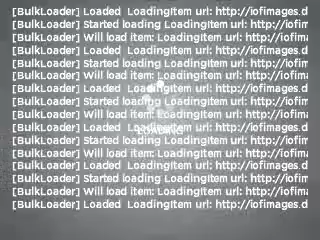 [BulkLoader] Loaded LoadingItem url: http://iofimages.d
[BulkLoader] Started loading LoadingItem url: http://iofim
[BulkLoader] Will load item: LoadingItem url: http://iofima
[BulkLoader] Loaded LoadingItem url: http://iofimages.d
[BulkLoader] Started loading LoadingItem url: http://iofim
[BulkLoader] Will load item: LoadingItem url: http://iofima
[BulkLoader] Loaded LoadingItem url: http://iofimages.d
[BulkLoader] Started loading LoadingItem url: http://iofim
[BulkLoader] Will load item: LoadingItem url: http://iofima
[BulkLoader] Loaded LoadingItem url: http://iofimages.d
LOADING
[BulkLoader] Started loading LoadingItem url: http://iofim
[BulkLoader] Will load item: LoadingItem url: http://iofima
[BulkLoader] Loaded LoadingItem url: http://iofimages.d
[BulkLoader] Started loading LoadingItem url: http://iofim
[BulkLoader] Will load item: LoadingItem url: http://iofima
[BulkLoader] Loaded LoadingItem url: http://iofimages.d